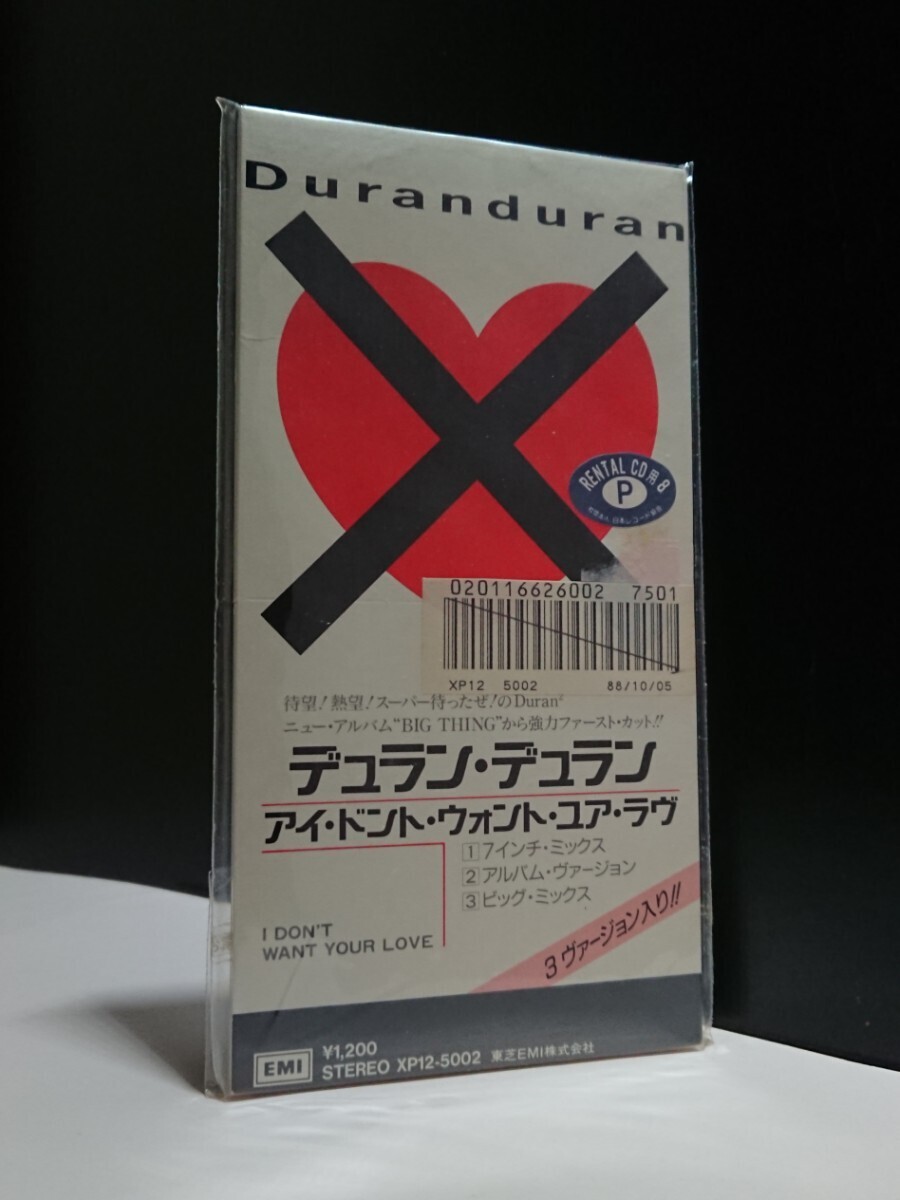 Duranduran
RENTAL CD用 8
P
020116626002 7501
XP12 5002 88/10/05
待望!熱望!スーパー待ったぜ!のDuran²
ニュー・アルバム“BIG THING”から強力ファースト・カット!!
デュラン・デュラン
アイ・ドント・ウォント・ユア・ラヴ
1 7インチ・ミックス
2 アルバム・ヴァージョン
3 ビッグ・ミックス
I DON'T
WANT YOUR LOVE
3 ヴァージョン入り!!
EMI ¥1,200
STEREO XP12-5002 東芝EMI株式会社